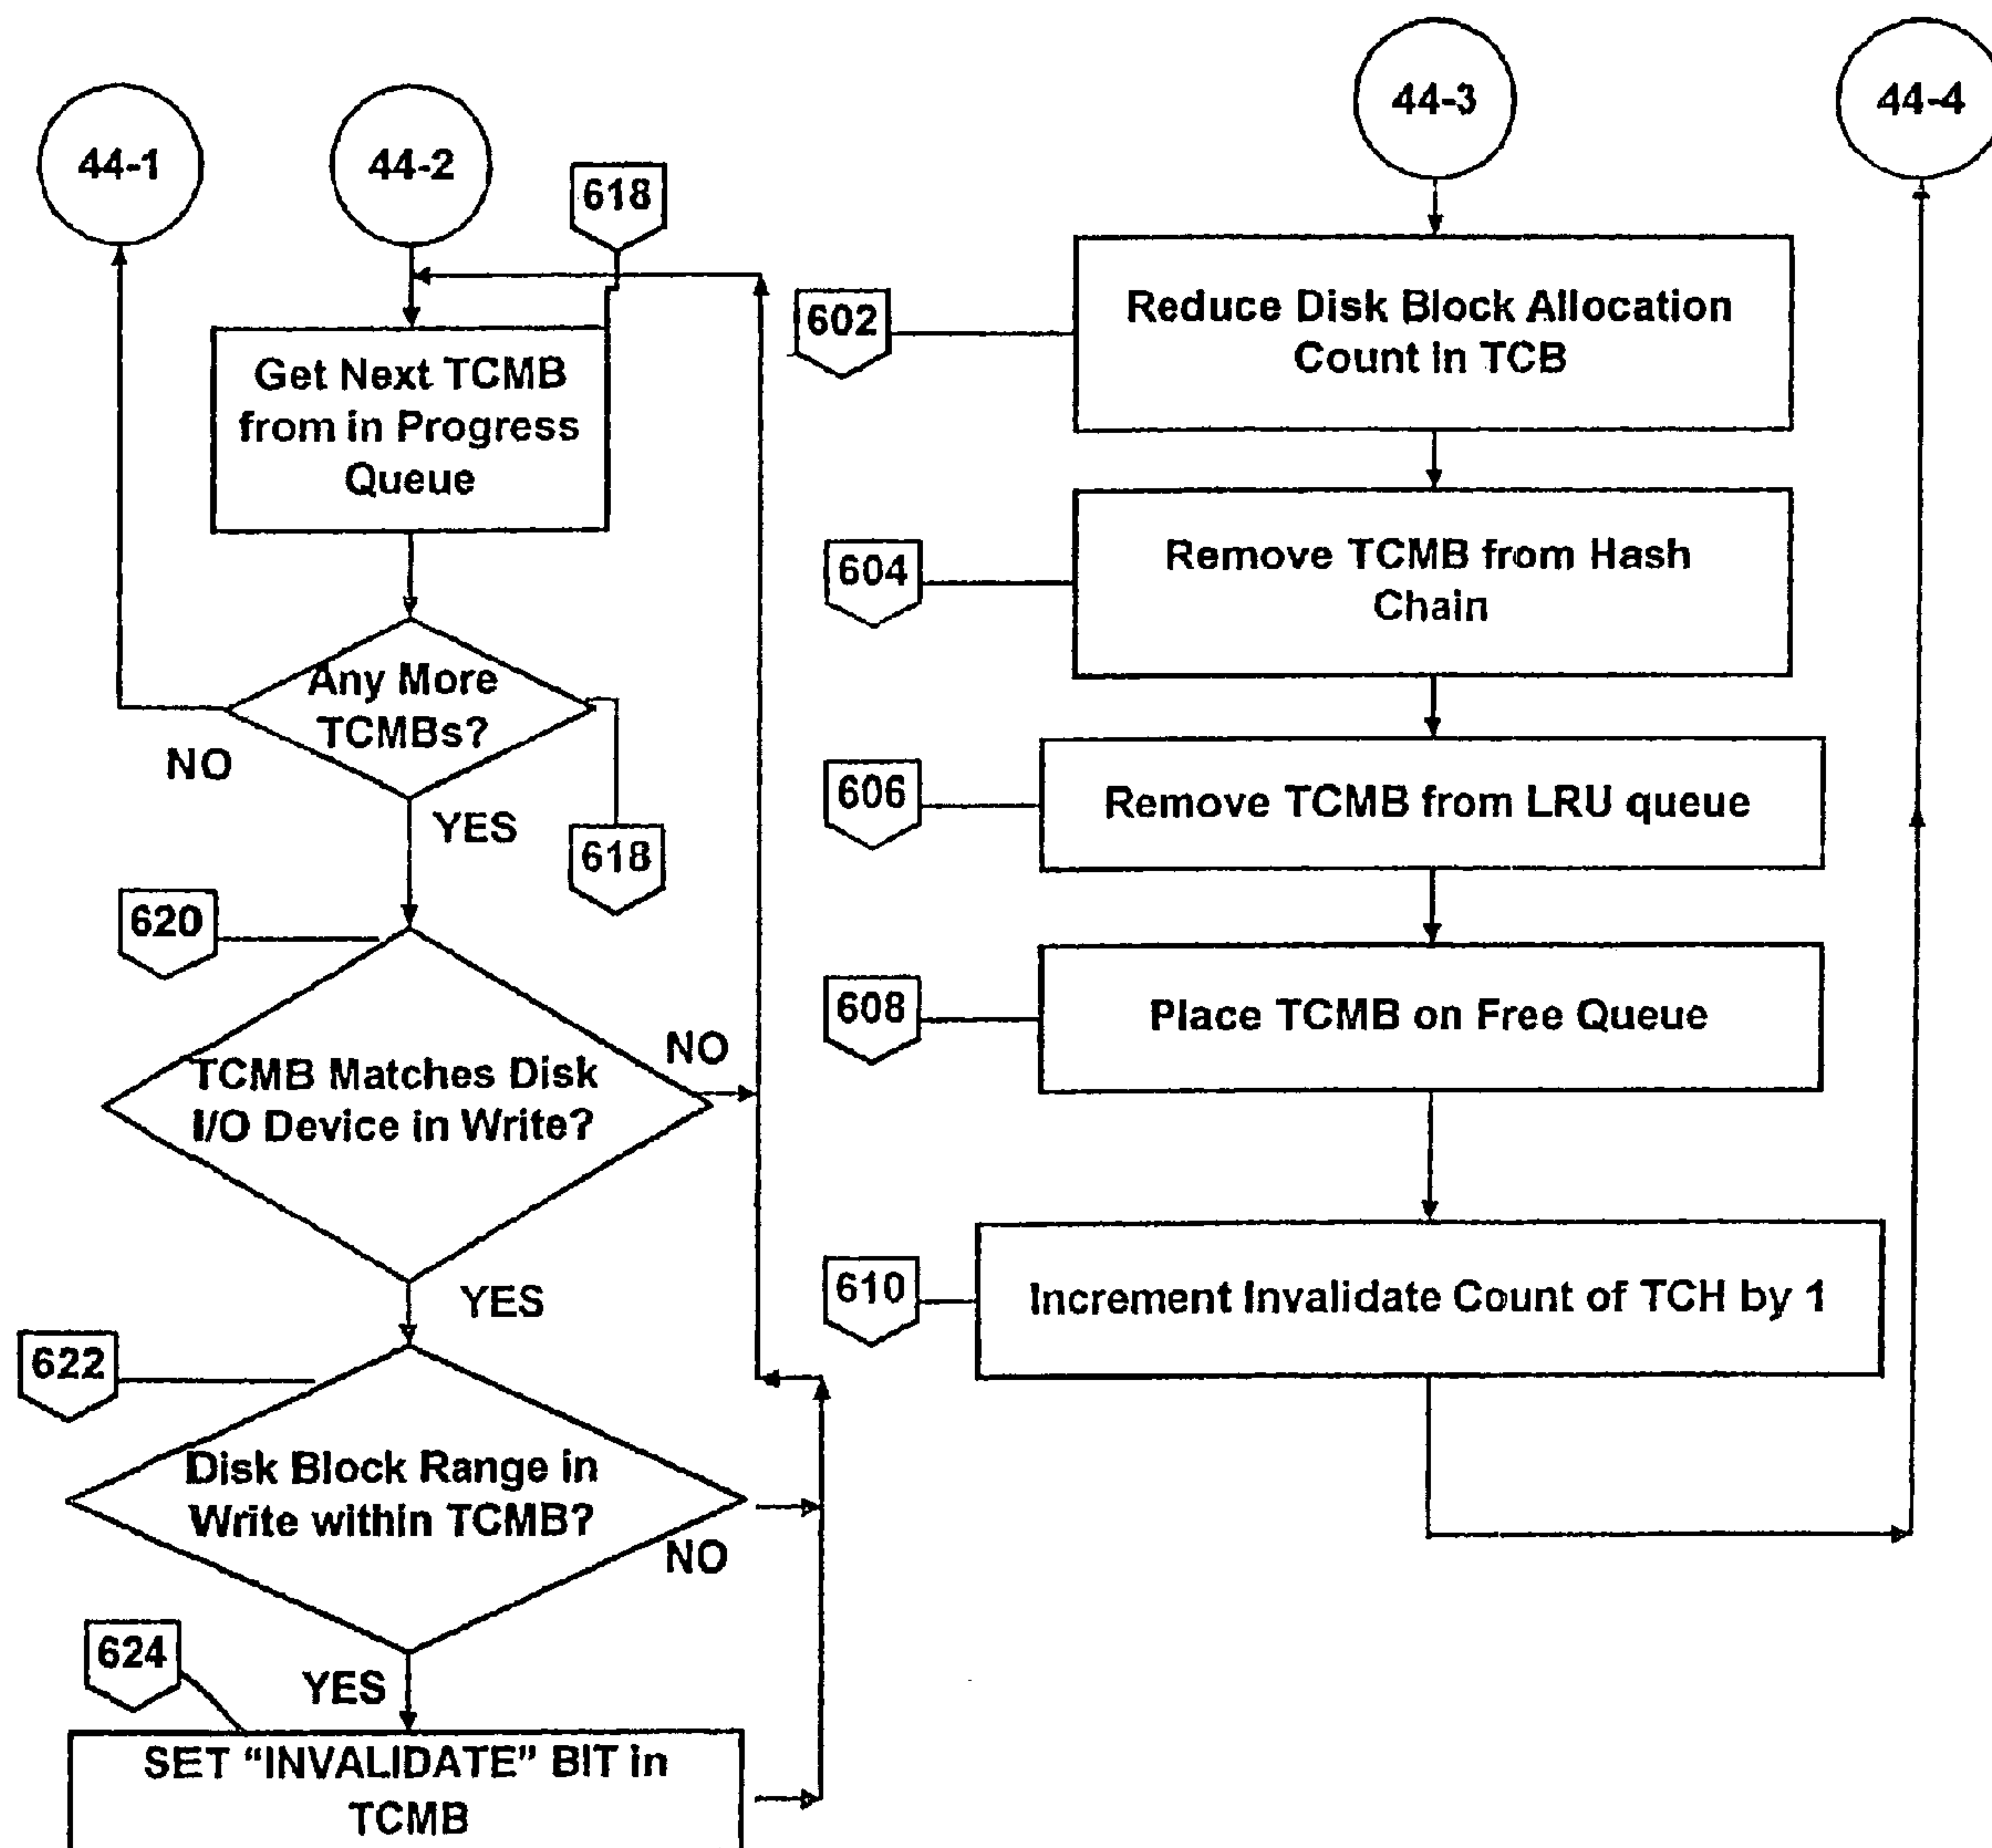 44-1
44-2
618
Get Next TCMB
from in Progress
Queue
Any More
TCMBs?
NO
YES
618
620
TCMB Matches Disk
I/O Device in Write?
NO
YES
622
Disk Block Range in
Write within TCMB?
NO
624
YES
SET “INVALIDATE” BIT in
TCMB
44-3
44-4
602
Reduce Disk Block Allocation
Count in TCB
604
Remove TCMB from Hash
Chain
606
Remove TCMB from LRU queue
608
Place TCMB on Free Queue
610
Increment Invalidate Count of TCH by 1